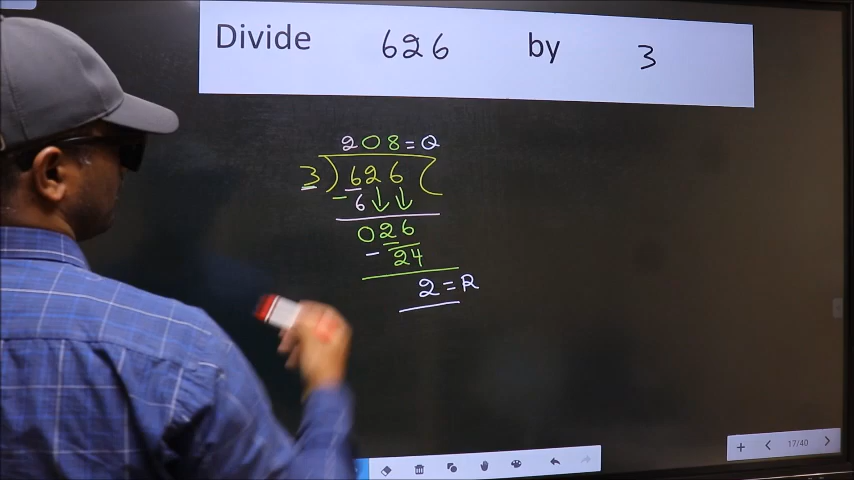 Divide 626 by 3
208 = Q
3 ) 626 (
- 6
026
- 24
2 = R
17/40